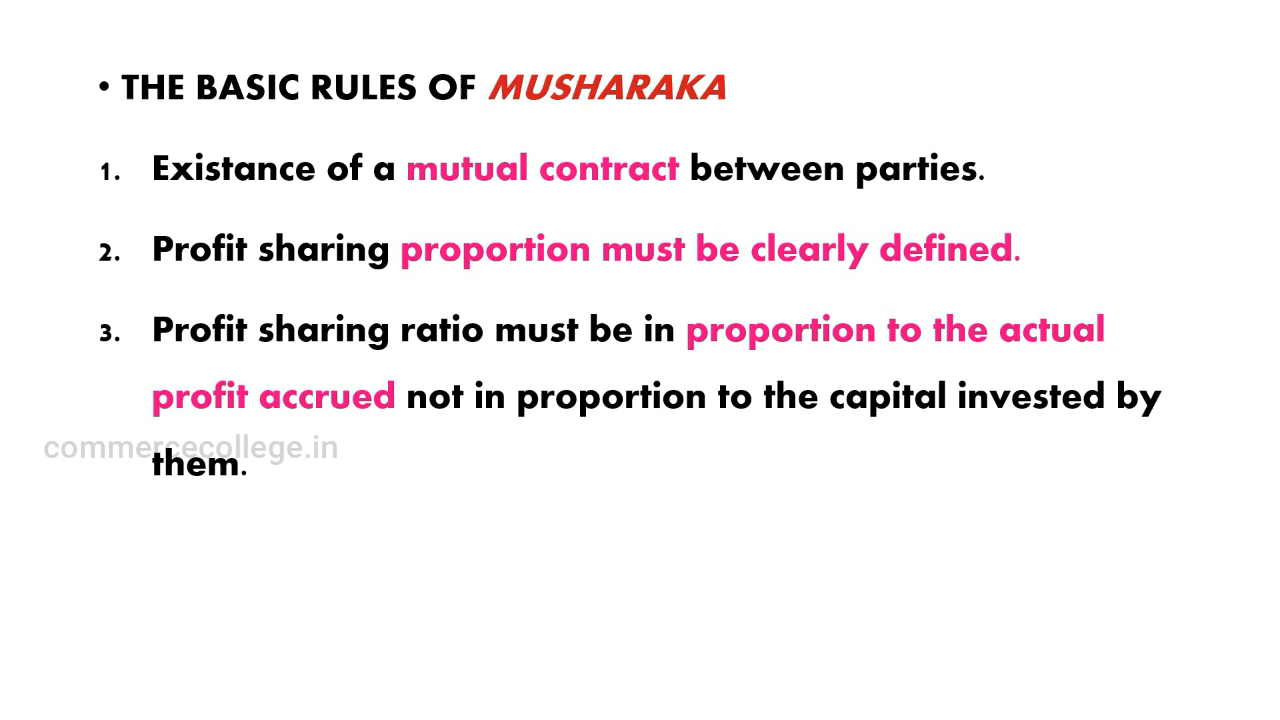 • THE BASIC RULES OF MUSHARAKA
1. Existance of a mutual contract between parties.
2. Profit sharing proportion must be clearly defined.
3. Profit sharing ratio must be in proportion to the actual
profit accrued not in proportion to the capital invested by
commercecollege.in
them.